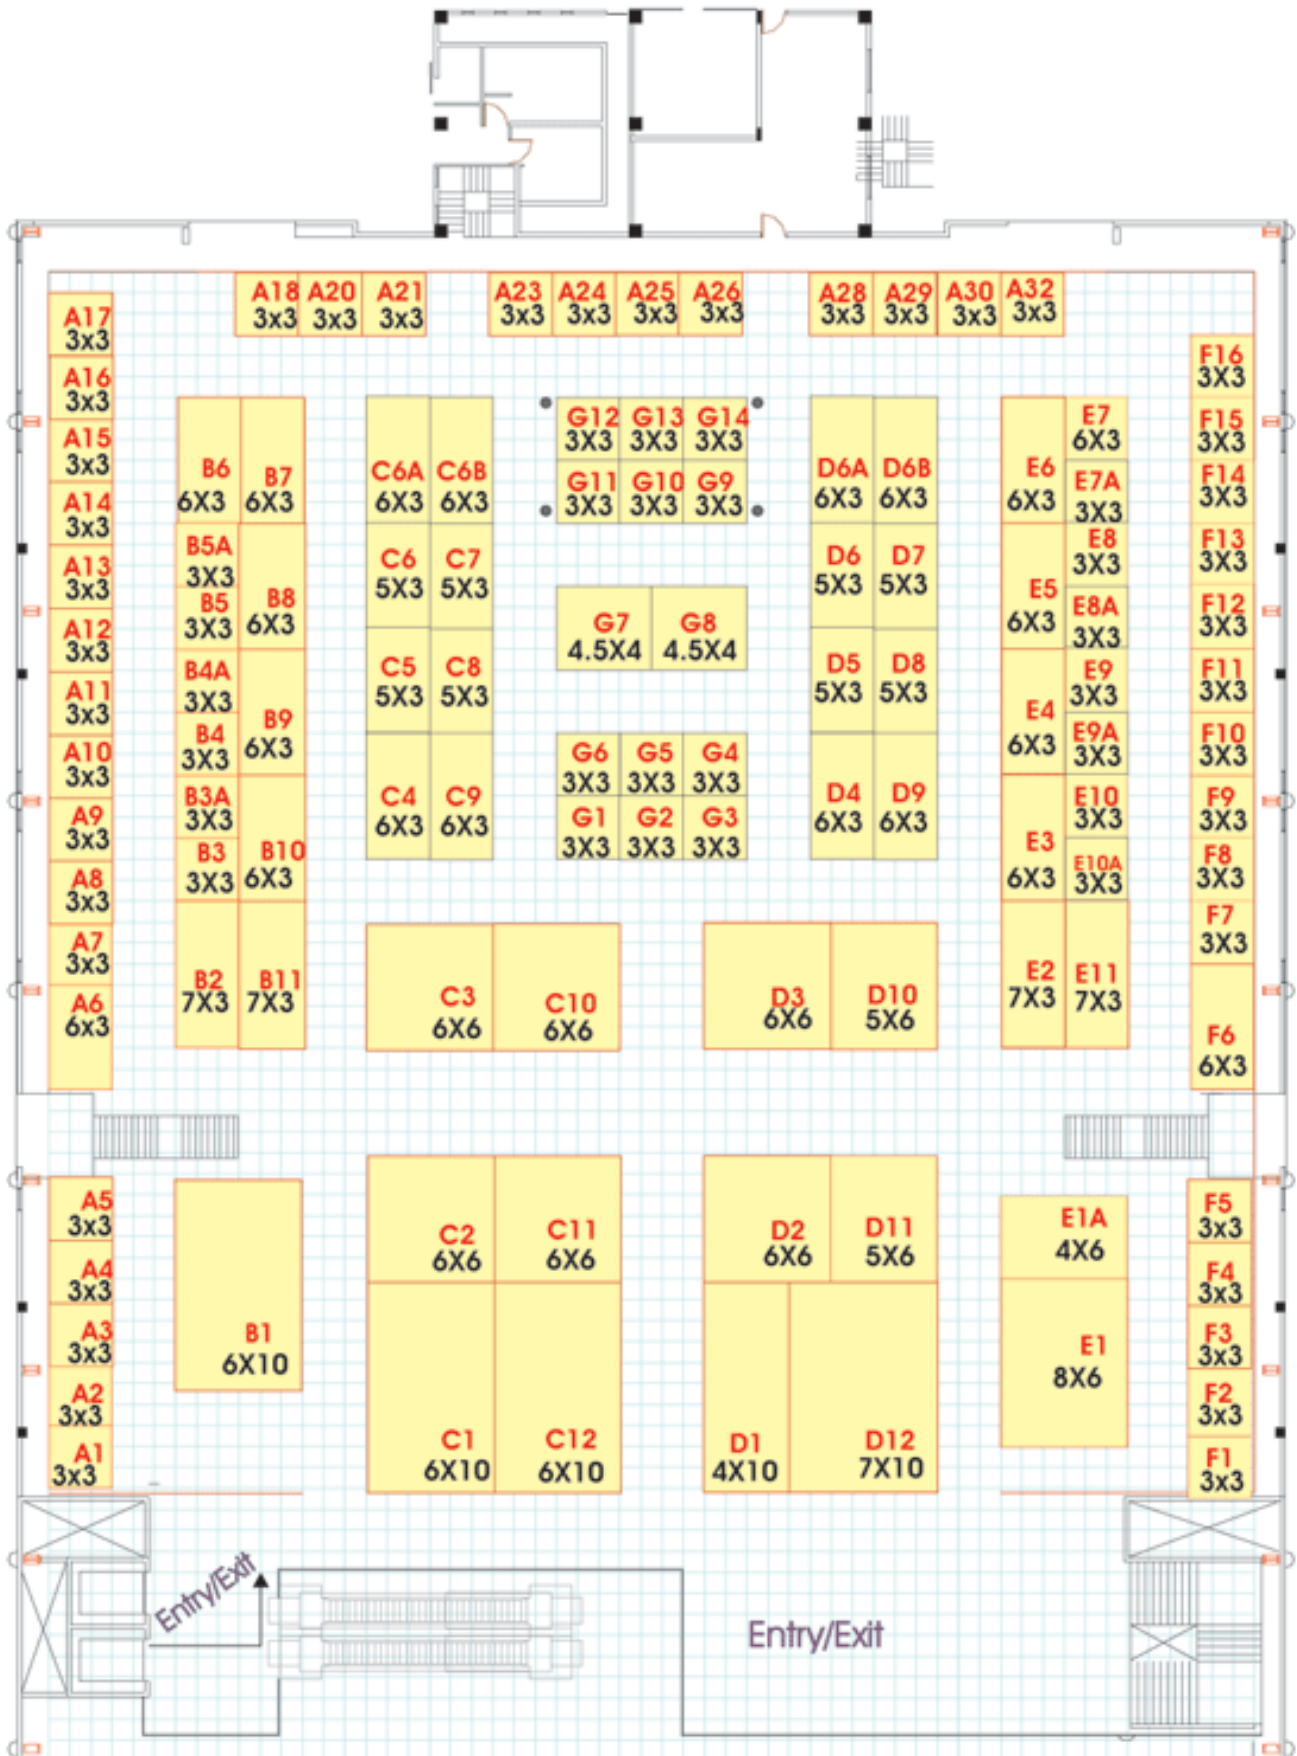 A18
3x3
A20
3x3
A21
3x3
A23
3x3
A24
3x3
A25
3x3
A26
3x3
A28
3x3
A29
3x3
A30
3x3
A32
3x3
A17
3x3
A16
3x3
A15
3x3
A14
3x3
A13
3x3
A12
3x3
A11
3x3
A10
3x3
A9
3x3
A8
3x3
A7
3x3
A6
6x3
A5
3x3
A4
3x3
A3
3x3
A2
3x3
A1
3x3
B6
6X3
B5A
3X3
B5
3X3
B4A
3X3
B4
3X3
B3A
3X3
B3
3X3
B2
7X3
B7
6X3
B8
6X3
B9
6X3
B10
6X3
B11
7X3
B1
6X10
C6A
6X3
C6B
6X3
C6
5X3
C7
5X3
C5
5X3
C8
5X3
C4
6X3
C9
6X3
C3
6X6
C10
6X6
C2
6X6
C11
6X6
C1
6X10
C12
6X10
G12
3X3
G13
3X3
G14
3X3
G11
3X3
G10
3X3
G9
3X3
G7
4.5X4
G8
4.5X4
G6
3X3
G5
3X3
G4
3X3
G1
3X3
G2
3X3
G3
3X3
D6A
6X3
D6B
6X3
D6
5X3
D7
5X3
D5
5X3
D8
5X3
D4
6X3
D9
6X3
D3
6X6
D10
5X6
D2
6X6
D11
5X6
D1
4X10
D12
7X10
E6
6X3
E5
6X3
E4
6X3
E3
6X3
E2
7X3
E7
6X3
E7A
3X3
E8
3X3
E8A
3X3
E9
3X3
E9A
3X3
E10
3X3
E10A
3X3
E11
7X3
E1A
4X6
E1
8X6
F16
3X3
F15
3X3
F14
3X3
F13
3X3
F12
3X3
F11
3X3
F10
3X3
F9
3X3
F8
3X3
F7
3X3
F6
6X3
F5
3x3
F4
3x3
F3
3x3
F2
3x3
F1
3x3
Entry/Exit
Entry/Exit